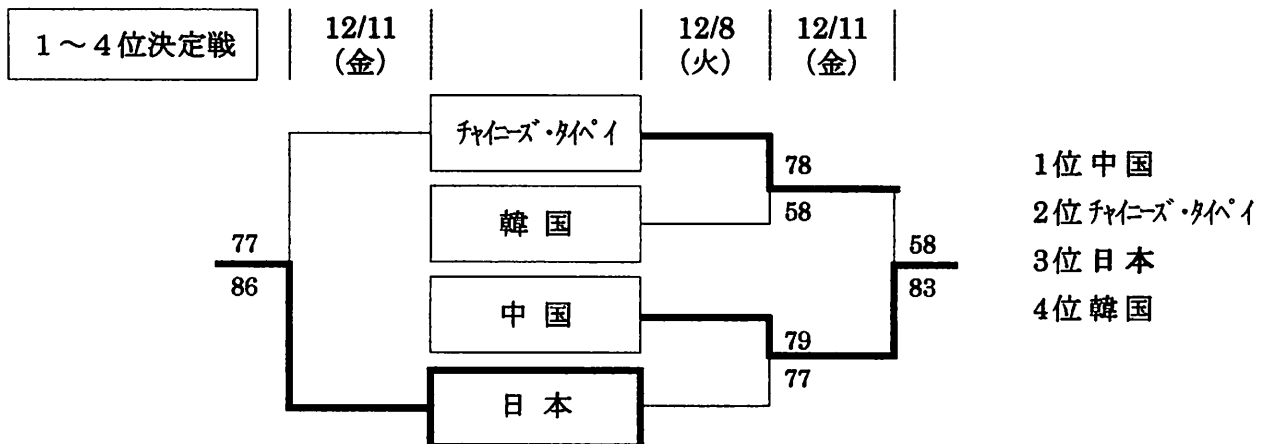 1～4位決定戦
12/11
(金)
12/8
(火)
12/11
(金)
ﾁｬｲﾆｰｽﾞ・ﾀｲﾍﾟｲ
韓国
中国
日本
77
86
78
58
79
77
58
83
1位 中国
2位 ﾁｬｲﾆｰｽﾞ・ﾀｲﾍﾟｲ
3位 日本
4位 韓国